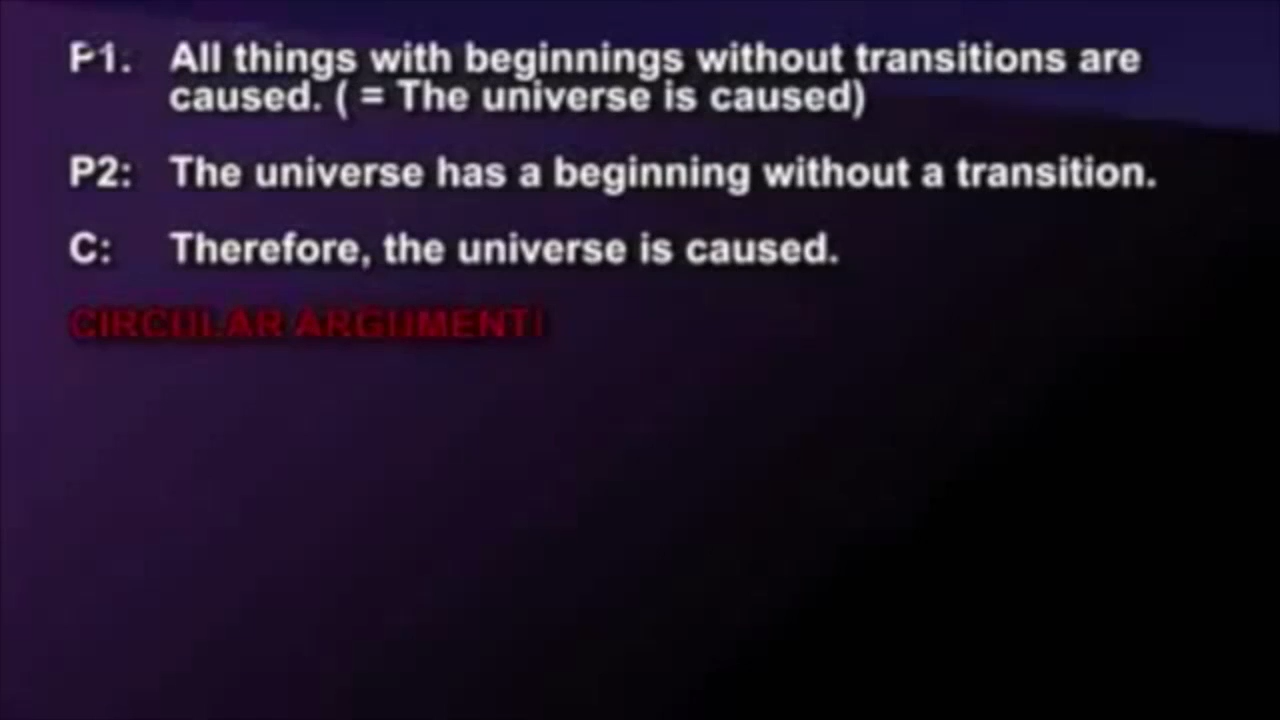 P1. All things with beginnings without transitions are
caused. ( = The universe is caused)
P2: The universe has a beginning without a transition.
C: Therefore, the universe is caused.
CIRCULAR ARGUMENT!